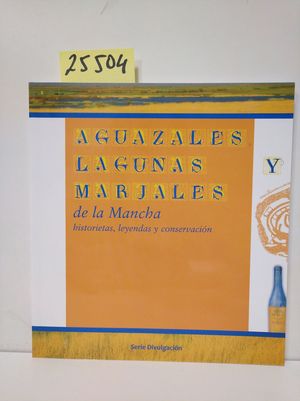 25504
AGUAZALES,
LAGUNAS Y
MARJALES
de la Mancha
historietas, leyendas y conservación
Serie Divulgación